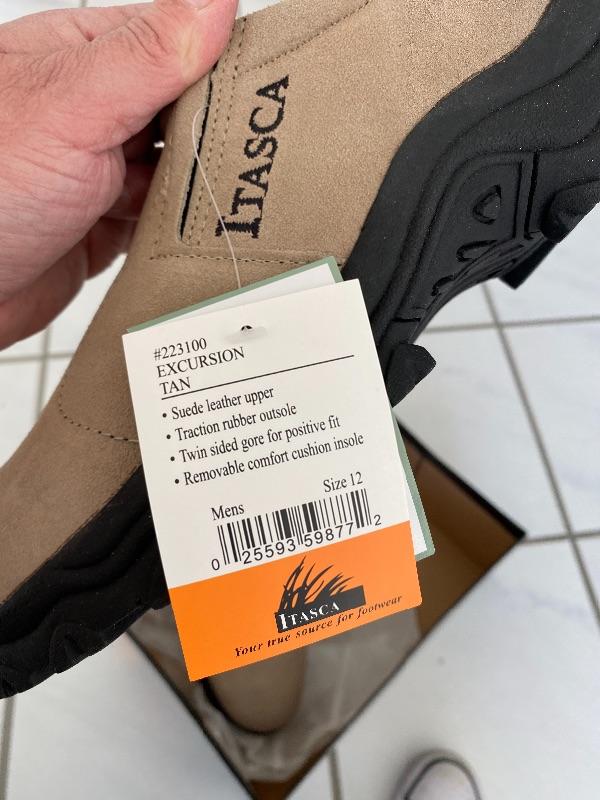 ITASCA
#223100
EXCURSION
TAN
• Suede leather upper
• Traction rubber outsole
• Twin sided gore for positive fit
• Removable comfort cushion insole
Mens Size 12
0 25593 59877 2
ITASCA
Your true source for footwear